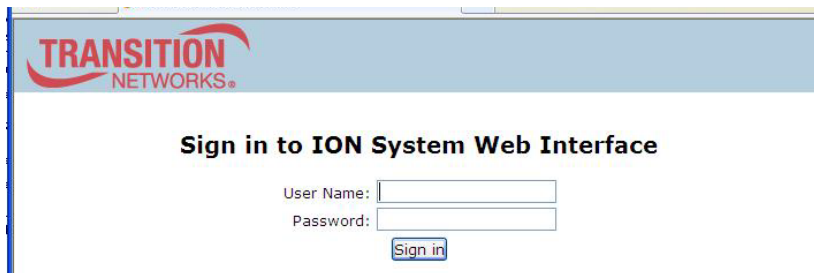 TRANSITION
NETWORKS®
Sign in to ION System Web Interface
User Name:
Password:
Sign in